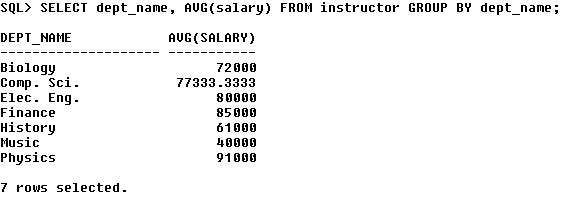 SQL> SELECT dept_name, AVG(salary) FROM instructor GROUP BY dept_name;
DEPT_NAME            AVG(SALARY)
-------------------- -----------
Biology                    72000
Comp. Sci.            77333.3333
Elec. Eng.                 80000
Finance                    85000
History                    61000
Music                      40000
Physics                    91000
7 rows selected.